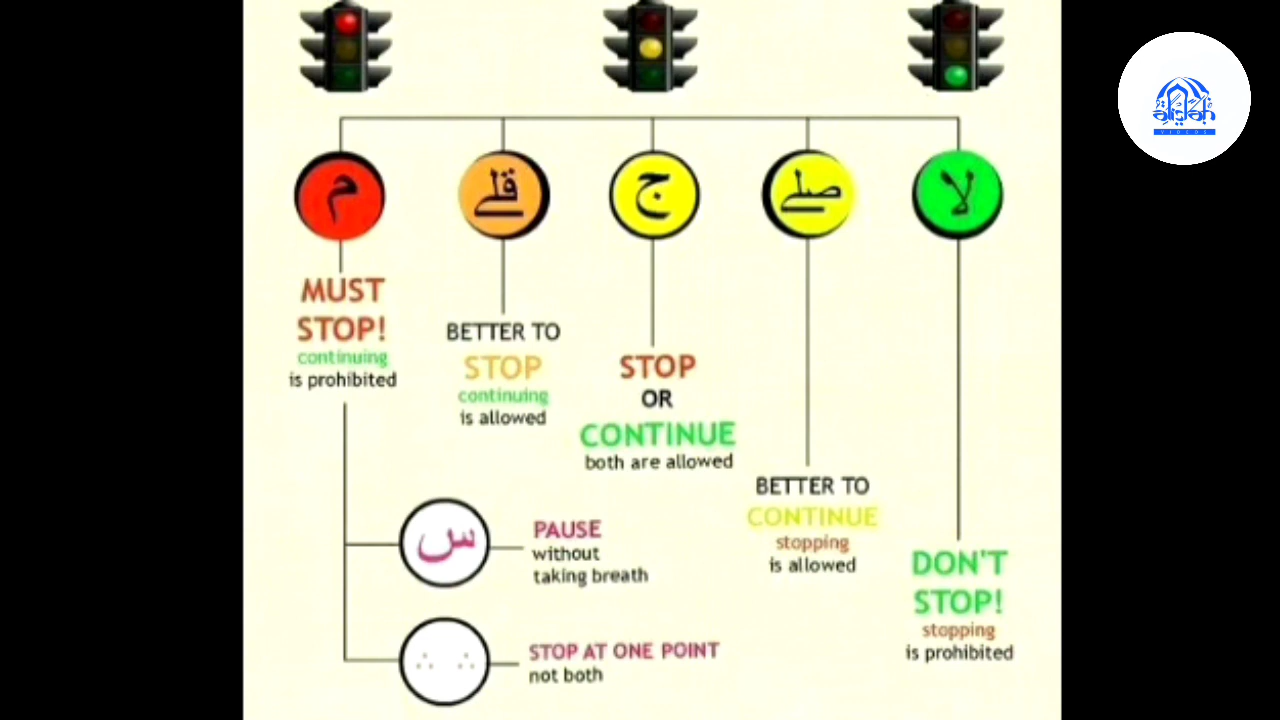 م
قلے
ج
صلے
لا
MUST
STOP!
continuing
is prohibited
BETTER TO
STOP
continuing
is allowed
STOP
OR
CONTINUE
both are allowed
BETTER TO
CONTINUE
stopping
is allowed
DON'T
STOP!
stopping
is prohibited
س
PAUSE
without
taking breath
∴ ∴
STOP AT ONE POINT
not both
alislah
VIDEOS